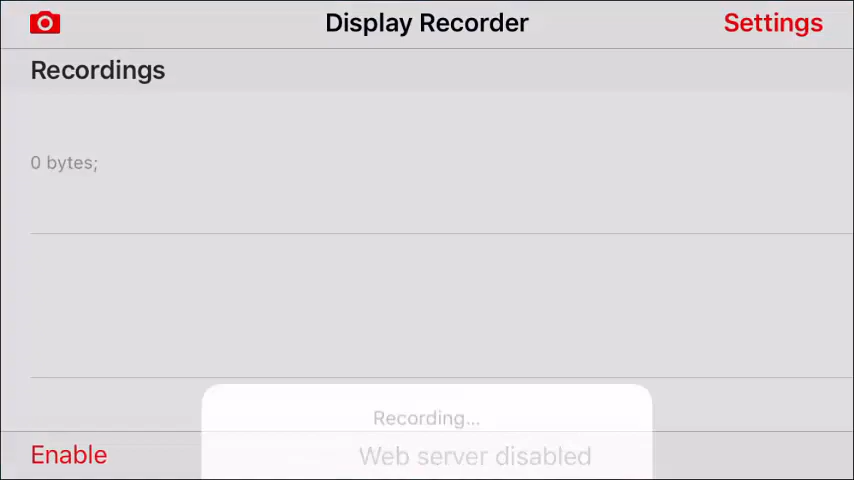 Display Recorder
Settings
Recordings
0 bytes;
Recording...
Enable
Web server disabled